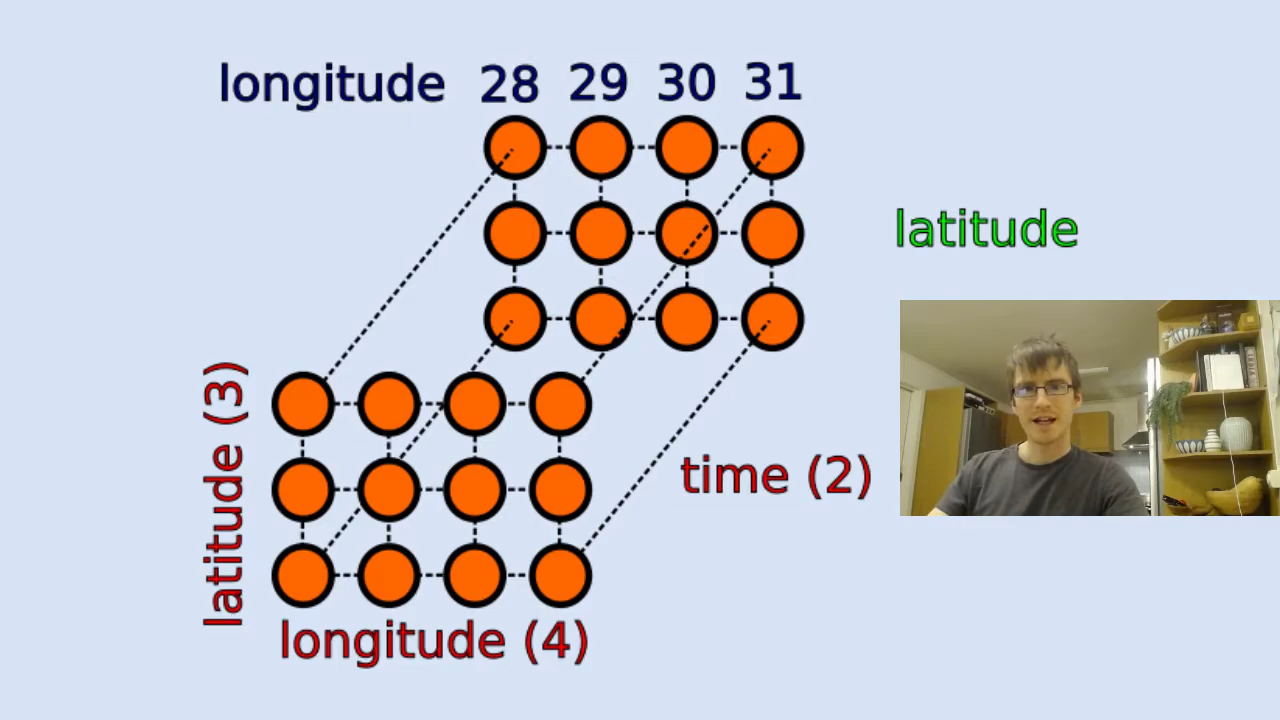 longitude 28 29 30 31
latitude
latitude (3)
time (2)
longitude (4)